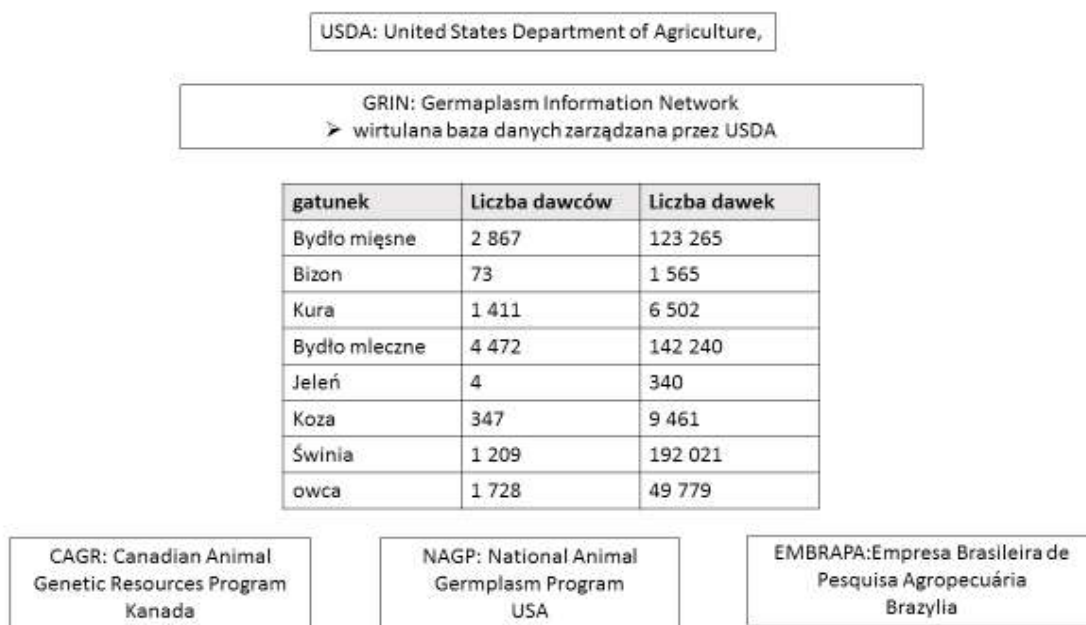 USDA: United States Department of Agriculture,
GRIN: Germaplasm Information Network
➢ wirtulana baza danych zarządzana przez USDA
gatunek Liczba dawców Liczba dawek
Bydło mięsne 2 867 123 265
Bizon 73 1 565
Kura 1 411 6 502
Bydło mleczne 4 472 142 240
Jeleń 4 340
Koza 347 9 461
Świnia 1 209 192 021
owca 1 728 49 779
CAGR: Canadian Animal
Genetic Resources Program
Kanada
NAGP: National Animal
Germplasm Program
USA
EMBRAPA:Empresa Brasileira de
Pesquisa Agropecuária
Brazylia